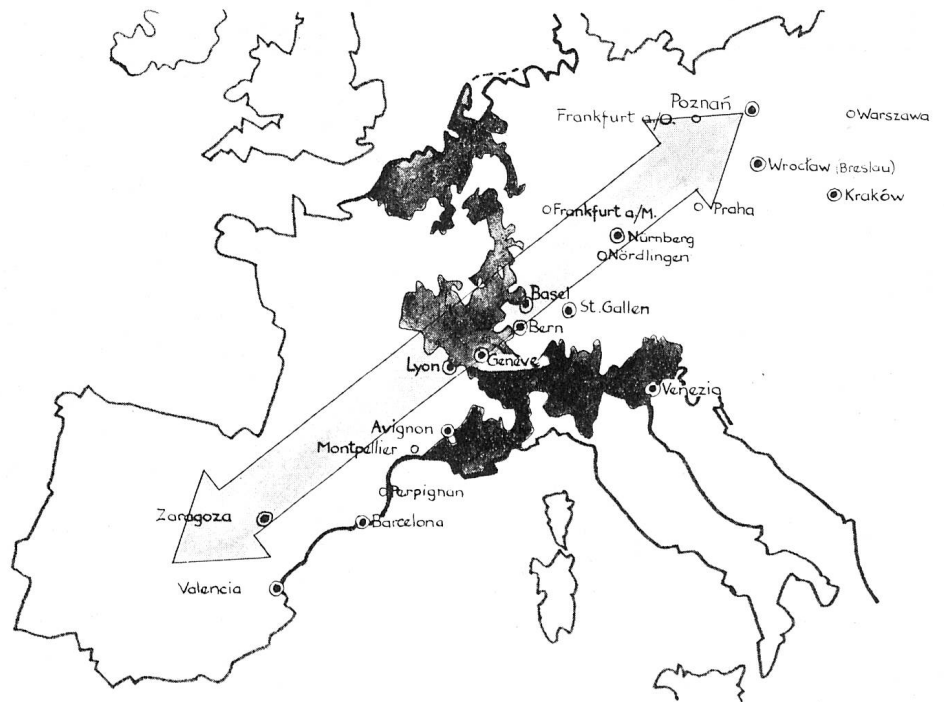 Poznań
Frankfurt a/O.
Warszawa
Wrocław (Breslau)
Kraków
Frankfurt a/M.
Praha
Nürnberg
Nördlingen
Basel
St. Gallen
Bern
Genève
Lyon
Venezia
Avignon
Montpellier
Perpignan
Zaragoza
Barcelona
Valencia